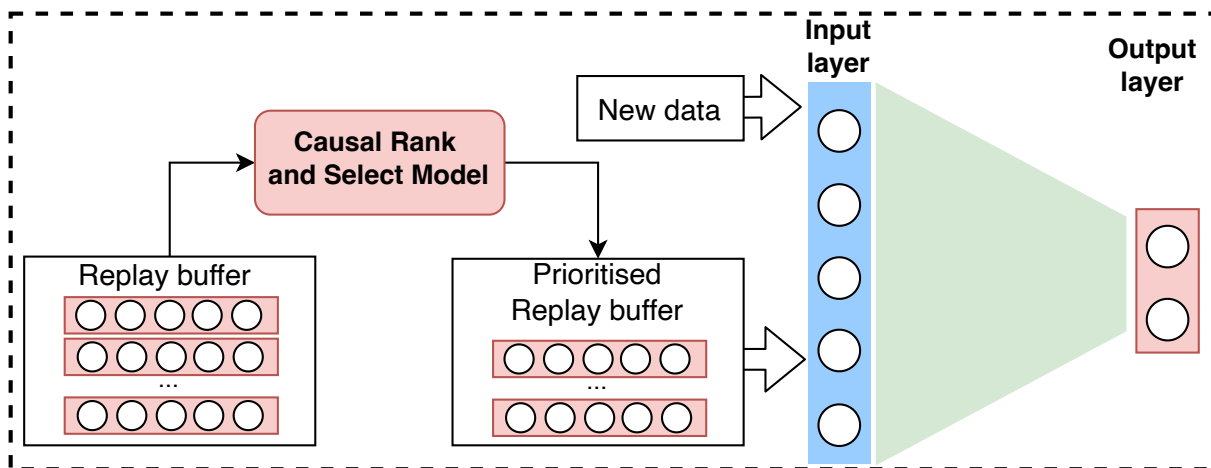 Input
layer
Output
layer
New data
Causal Rank
and Select Model
Replay buffer
...
Prioritised
Replay buffer
...